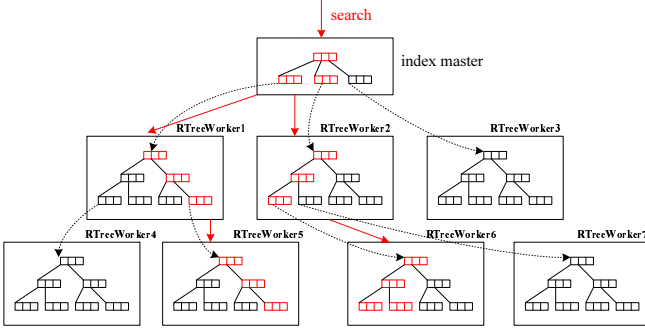 search
index master
RTreeWorker1
RTreeWorker2
RTreeWorker3
RTreeWorker4
RTreeWorker5
RTreeWorker6
RTreeWorker7